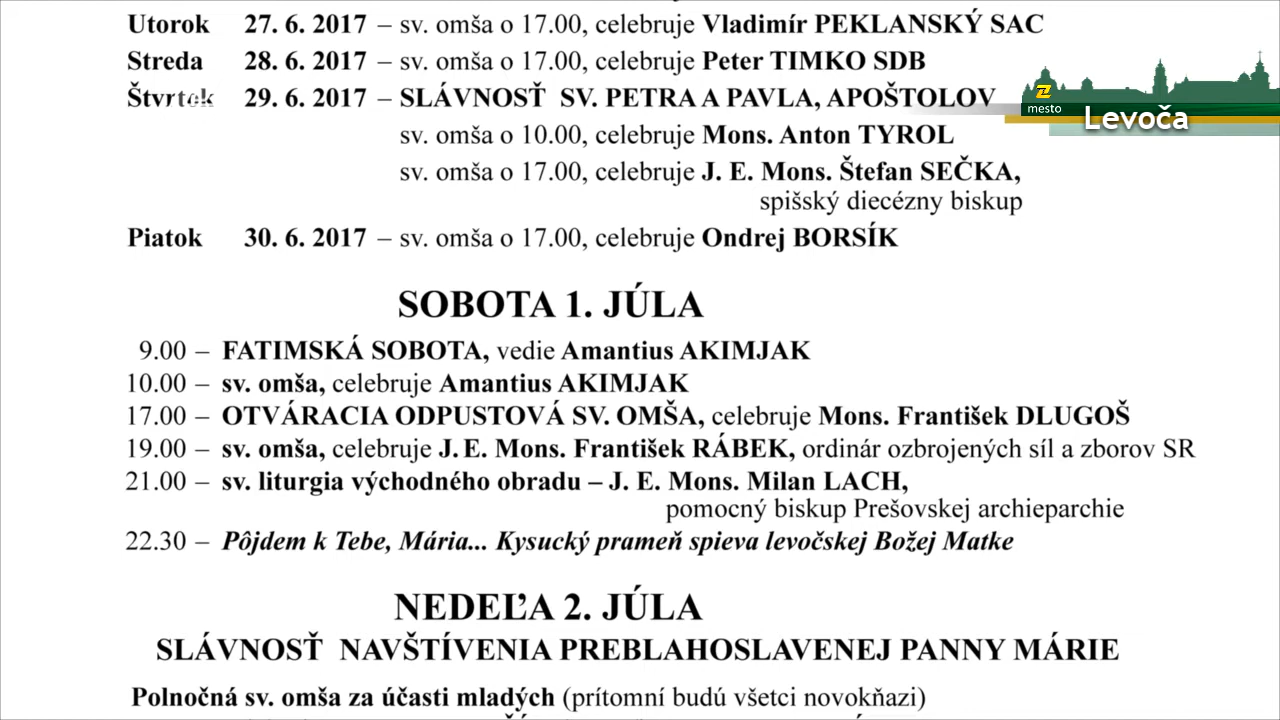 Utorok 27. 6. 2017 – sv. omša o 17.00, celebruje Vladimír PEKLANSKÝ SAC
Streda 28. 6. 2017 – sv. omša o 17.00, celebruje Peter TIMKO SDB
Štvrtok 29. 6. 2017 – SLÁVNOSŤ SV. PETRA A PAVLA, APOŠTOLOV
sv. omša o 10.00, celebruje Mons. Anton TYROL
sv. omša o 17.00, celebruje J. E. Mons. Štefan SEČKA,
spišský diecézny biskup
Piatok 30. 6. 2017 – sv. omša o 17.00, celebruje Ondrej BORSÍK
SOBOTA 1. JÚLA
9.00 – FATIMSKÁ SOBOTA, vedie Amantius AKIMJAK
10.00 – sv. omša, celebruje Amantius AKIMJAK
17.00 – OTVÁRACIA ODPUSTOVÁ SV. OMŠA, celebruje Mons. František DLUGOŠ
19.00 – sv. omša, celebruje J. E. Mons. František RÁBEK, ordinár ozbrojených síl a zborov SR
21.00 – sv. liturgia východného obradu – J. E. Mons. Milan LACH,
pomocný biskup Prešovskej archieparchie
22.30 – Pôjdem k Tebe, Mária... Kysucký prameň spieva levočskej Božej Matke
NEDEĽA 2. JÚLA
SLÁVNOSŤ NAVŠTÍVENIA PREBLAHOSLAVENEJ PANNY MÁRIE
Polnočná sv. omša za účasti mladých (prítomní budú všetci novokňazi)
Z
mesto
Levoča